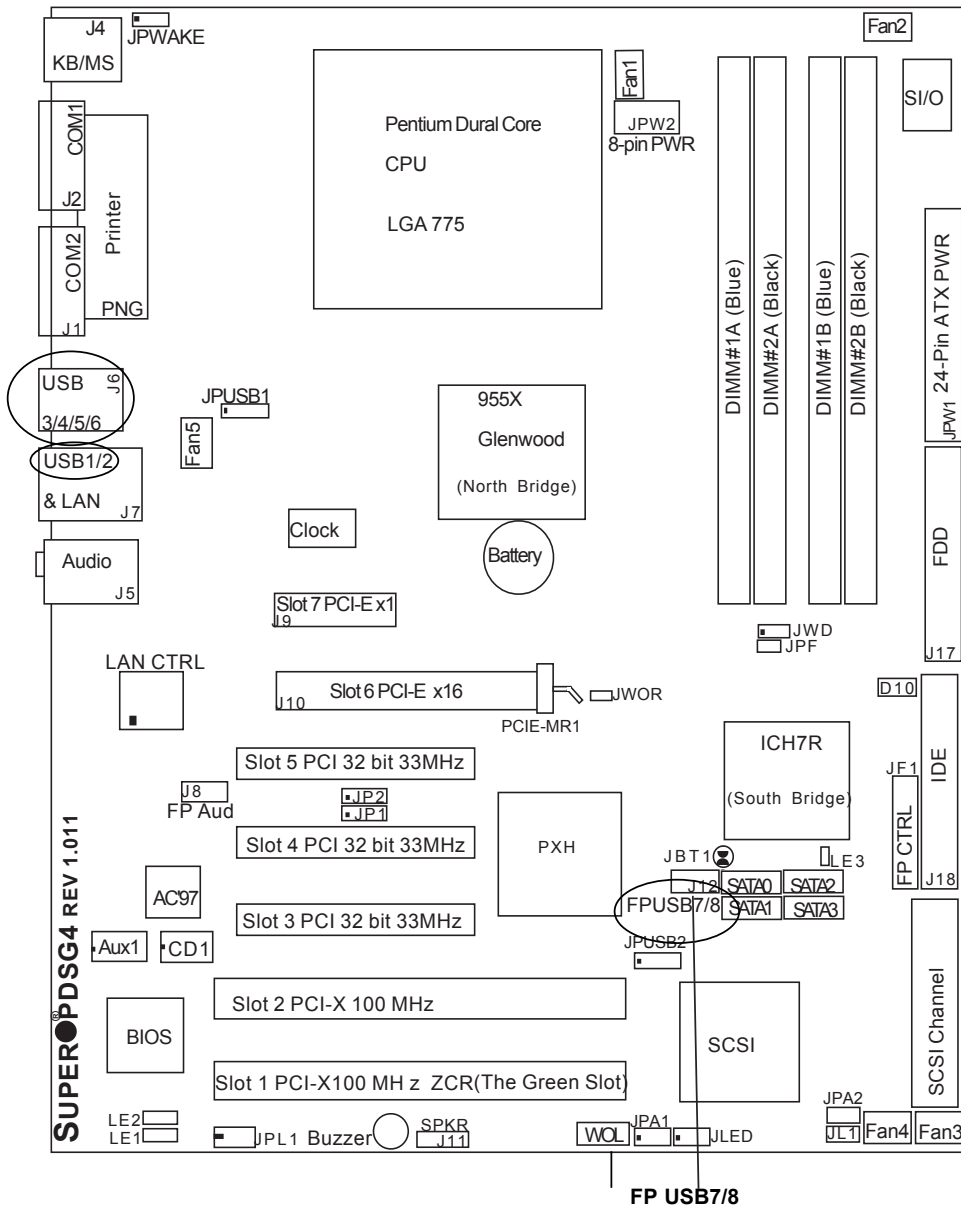 J4
KB/MS
JPWAKE
Fan2
Fan1
JPW2
8-pin PWR
SI/O
Pentium Dural Core
CPU
LGA 775
COM1
J2
Printer
COM2
J1
PNG
DIMM#1A (Blue)
DIMM#2A (Black)
DIMM#1B (Blue)
DIMM#2B (Black)
24-Pin ATX PWR
JPW1
USB
J6
3/4/5/6
JPUSB1
Fan5
955X
Glenwood
(North Bridge)
USB1/2
& LAN
J7
Clock
Battery
FDD
J17
Audio
J5
Slot 7 PCI-E x1
J9
JWD
JPF
LAN CTRL
Slot 6 PCI-E x16
J10
PCIE-MR1
JWOR
D10
ICH7R
(South Bridge)
JF1
IDE
FP CTRL
J18
Slot 5 PCI 32 bit 33MHz
J8
FP Aud
JP2
JP1
PXH
Slot 4 PCI 32 bit 33MHz
JBT1
LE3
J12
SATA0
SATA2
FPUSB7/8
SATA1
SATA3
AC'97
Slot 3 PCI 32 bit 33MHz
Aux1
CD1
JPUSB2
SUPER®PDSG4 REV 1.011
Slot 2 PCI-X 100 MHz
BIOS
SCSI
SCSI Channel
Slot 1 PCI-X100 MH z ZCR(The Green Slot)
LE2
LE1
JPL1
Buzzer
SPKR
J11
WOL
JPA1
JLED
JPA2
JL1
Fan4
Fan3
FP USB7/8